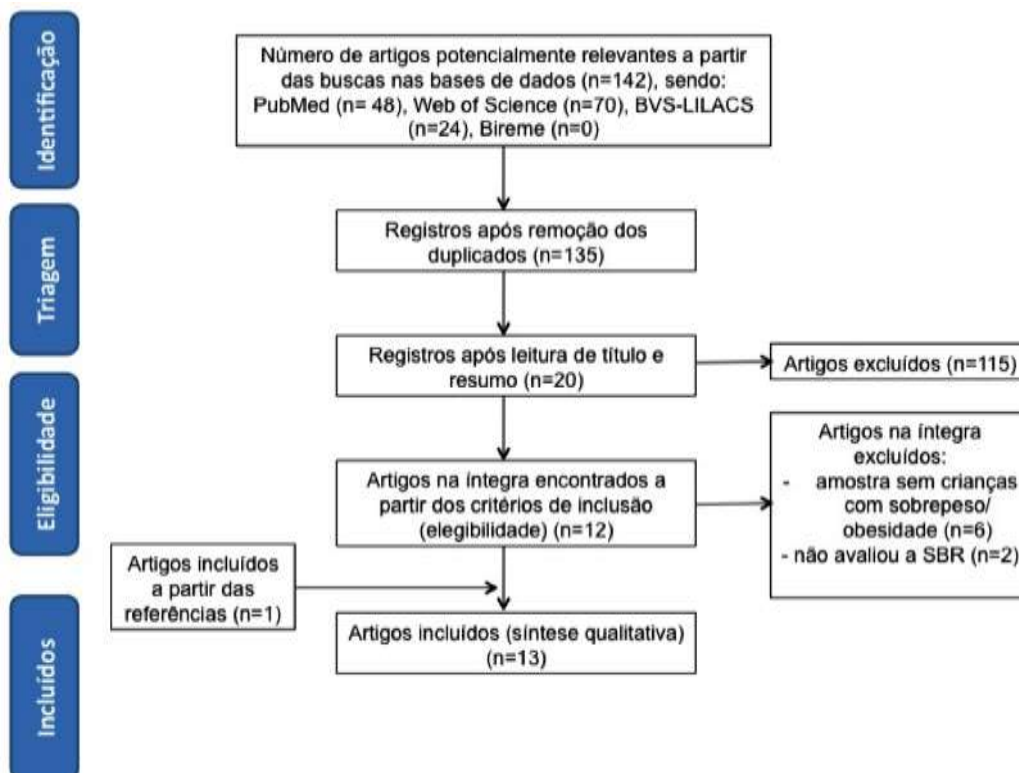 Identificação
Número de artigos potencialmente relevantes a partir
das buscas nas bases de dados (n=142), sendo:
PubMed (n= 48), Web of Science (n=70), BVS-LILACS
(n=24), Bireme (n=0)
Triagem
Registros após remoção dos
duplicados (n=135)
Registros após leitura de título e
resumo (n=20)
Artigos excluídos (n=115)
Eligibilidade
Artigos na íntegra encontrados a
partir dos critérios de inclusão
(elegibilidade) (n=12)
Artigos na íntegra
excluídos:
- amostra sem crianças
com sobrepeso/
obesidade (n=6)
- não avaliou a SBR (n=2)
Artigos incluídos
a partir das
referências (n=1)
Incluídos
Artigos incluídos (síntese qualitativa)
(n=13)